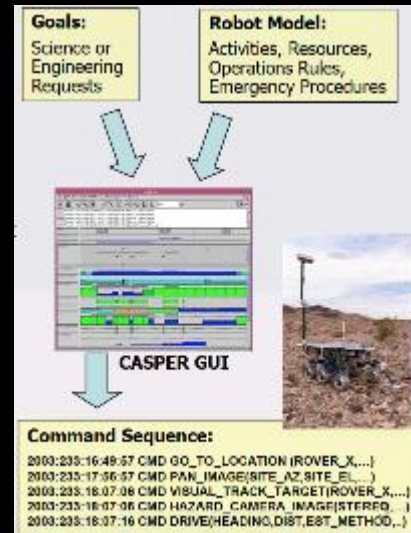 Goals:
Science or
Engineering
Requests
Robot Model:
Activities, Resources,
Operations Rules,
Emergency Procedures
CASPER GUI
Command Sequence:
2003:233:16:49:57 CMD GO_TO_LOCATION (ROVER_X,...)
2003:233:17:56:57 CMD PAN_IMAGE(SITE_AZ,SITE_EL,...)
2003:233:18:07:06 CMD VISUAL_TRACK_TARGET(ROVER_X,...)
2003:233:18:07:06 CMD HAZARD_CAMERA_IMAGE(STEREO,...)
2003:233:18:07:16 CMD DRIVE(HEADING,DIST,EST_METHOD,..)